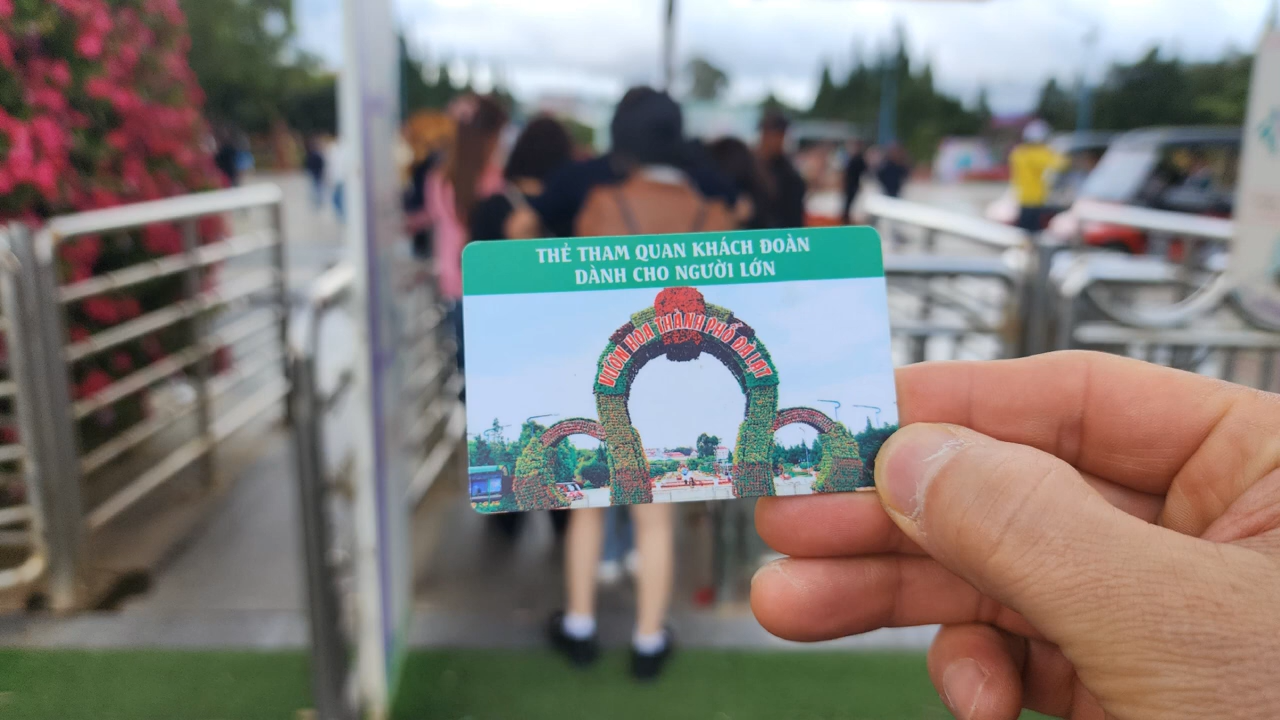 THẺ THAM QUAN KHÁCH ĐOÀN
DÀNH CHO NGƯỜI LỚN
VƯỜN HOA THÀNH PHỐ ĐÀ LẠT